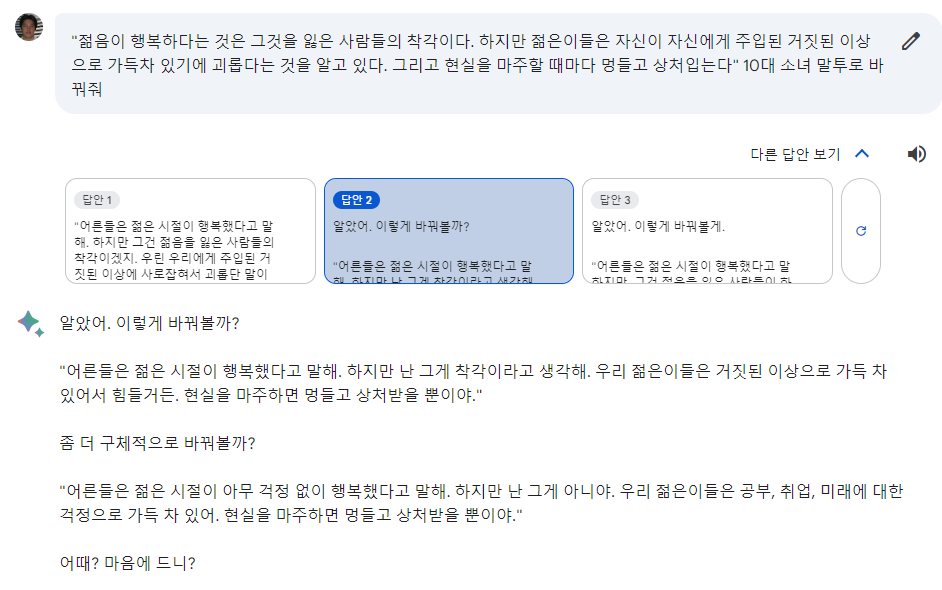 "젊음이 행복하다는 것은 그것을 잃은 사람들의 착각이다. 하지만 젊은이들은 자신이 자신에게 주입된 거짓된 이상
으로 가득차 있기에 괴롭다는 것을 알고 있다. 그리고 현실을 마주할 때마다 멍들고 상처입는다" 10대 소녀 말투로 바
꿔줘
다른 답안 보기
답안 1
"어른들은 젊은 시절이 행복했다고 말
해. 하지만 그건 젊음을 잃은 사람들의
착각이겠지. 우린 우리에게 주입된 거
짓된 이상에 사로잡혀서 괴롭단 말이
답안 2
알았어. 이렇게 바꿔볼까?
"어른들은 젊은 시절이 행복했다고 말
해. 하지만 난 그게 착각이라고 생각해
답안 3
알았어. 이렇게 바꿔볼게.
"어른들은 젊은 시절이 행복했다고 말
하지만, 그건 젊음을 잃은 사람들이 하
알았어. 이렇게 바꿔볼까?
"어른들은 젊은 시절이 행복했다고 말해. 하지만 난 그게 착각이라고 생각해. 우리 젊은이들은 거짓된 이상으로 가득 차
있어서 힘들거든. 현실을 마주하면 멍들고 상처받을 뿐이야."
좀 더 구체적으로 바꿔볼까?
"어른들은 젊은 시절이 아무 걱정 없이 행복했다고 말해. 하지만 난 그게 아니야. 우리 젊은이들은 공부, 취업, 미래에 대한
걱정으로 가득 차 있어. 현실을 마주하면 멍들고 상처받을 뿐이야."
어때? 마음에 드니?